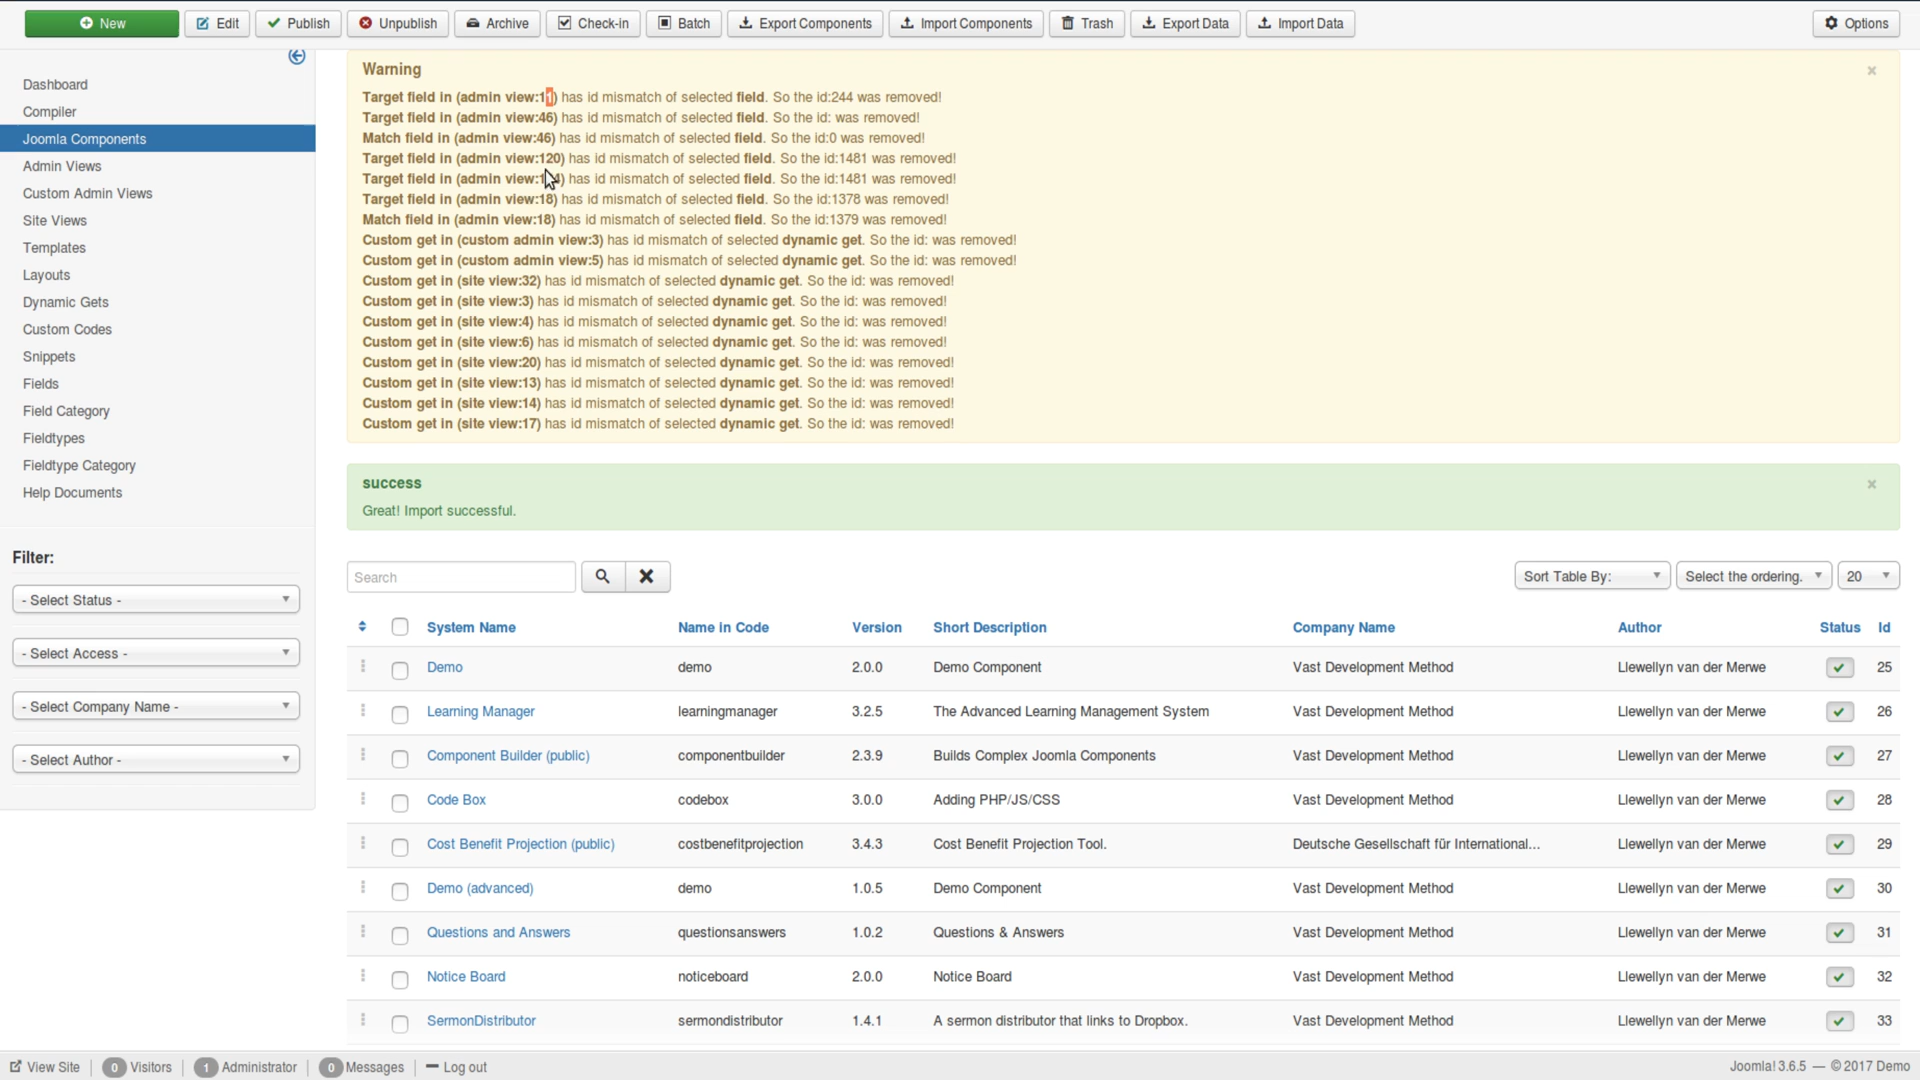 New Edit Publish Unpublish Archive Check-in Batch Export Components Import Components Trash Export Data Import Data Options
Dashboard
Compiler
Joomla Components
Admin Views
Custom Admin Views
Site Views
Templates
Layouts
Dynamic Gets
Custom Codes
Snippets
Fields
Field Category
Fieldtypes
Fieldtype Category
Help Documents
Filter:
- Select Status -
- Select Access -
- Select Company Name -
- Select Author -
Warning ×
Target field in (admin view:11) has id mismatch of selected field. So the id:244 was removed!
Target field in (admin view:46) has id mismatch of selected field. So the id: was removed!
Match field in (admin view:46) has id mismatch of selected field. So the id:0 was removed!
Target field in (admin view:120) has id mismatch of selected field. So the id:1481 was removed!
Target field in (admin has id mismatch of selected field. So the id:1481 was removed!
Target field in (admin view:18) has id mismatch of selected field. So the id:1378 was removed!
Match field in (admin view:18) has id mismatch of selected field. So the id:1379 was removed!
Custom get in (custom admin view:3) has id mismatch of selected dynamic get. So the id: was removed!
Custom get in (custom admin view:5) has id mismatch of selected dynamic get. So the id: was removed!
Custom get in (site view:32) has id mismatch of selected dynamic get. So the id: was removed!
Custom get in (site view:3) has id mismatch of selected dynamic get. So the id: was removed!
Custom get in (site view:4) has id mismatch of selected dynamic get. So the id: was removed!
Custom get in (site view:6) has id mismatch of selected dynamic get. So the id: was removed!
Custom get in (site view:20) has id mismatch of selected dynamic get. So the id: was removed!
Custom get in (site view:13) has id mismatch of selected dynamic get. So the id: was removed!
Custom get in (site view:14) has id mismatch of selected dynamic get. So the id: was removed!
Custom get in (site view:17) has id mismatch of selected dynamic get. So the id: was removed!
success ×
Great! Import successful.
Search Sort Table By: Select the ordering. 20
System Name Name in Code Version Short Description Company Name Author Status Id
Demo demo 2.0.0 Demo Component Vast Development Method Llewellyn van der Merwe 25
Learning Manager learningmanager 3.2.5 The Advanced Learning Management System Vast Development Method Llewellyn van der Merwe 26
Component Builder (public) componentbuilder 2.3.9 Builds Complex Joomla Components Vast Development Method Llewellyn van der Merwe 27
Code Box codebox 3.0.0 Adding PHP/JS/CSS Vast Development Method Llewellyn van der Merwe 28
Cost Benefit Projection (public) costbenefitprojection 3.4.3 Cost Benefit Projection Tool. Deutsche Gesellschaft für International... Llewellyn van der Merwe 29
Demo (advanced) demo 1.0.5 Demo Component Vast Development Method Llewellyn van der Merwe 30
Questions and Answers questionsanswers 1.0.2 Questions & Answers Vast Development Method Llewellyn van der Merwe 31
Notice Board noticeboard 2.0.0 Notice Board Vast Development Method Llewellyn van der Merwe 32
SermonDistributor sermondistributor 1.4.1 A sermon distributor that links to Dropbox. Vast Development Method Llewellyn van der Merwe 33
View Site 0 Visitors 1 Administrator 0 Messages Log out Joomla! 3.6.5 — © 2017 Demo